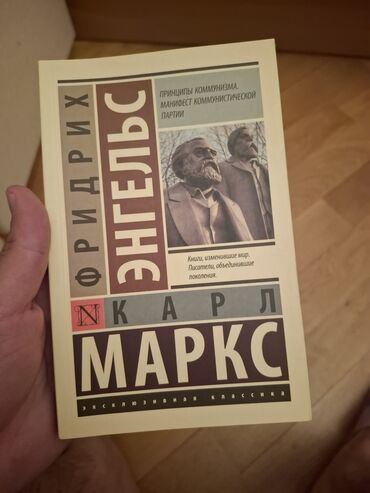 ФРИДРИХ
ЭНГЕЛЬС
ПРИНЦИПЫ КОММУНИЗМА.
МАНИФЕСТ КОММУНИСТИЧЕСКОЙ
ПАРТИИ
Книги, изменившие мир.
Писатели, объединившие
поколения.
N
КАРЛ
МАРКС
эксклюзивная классика